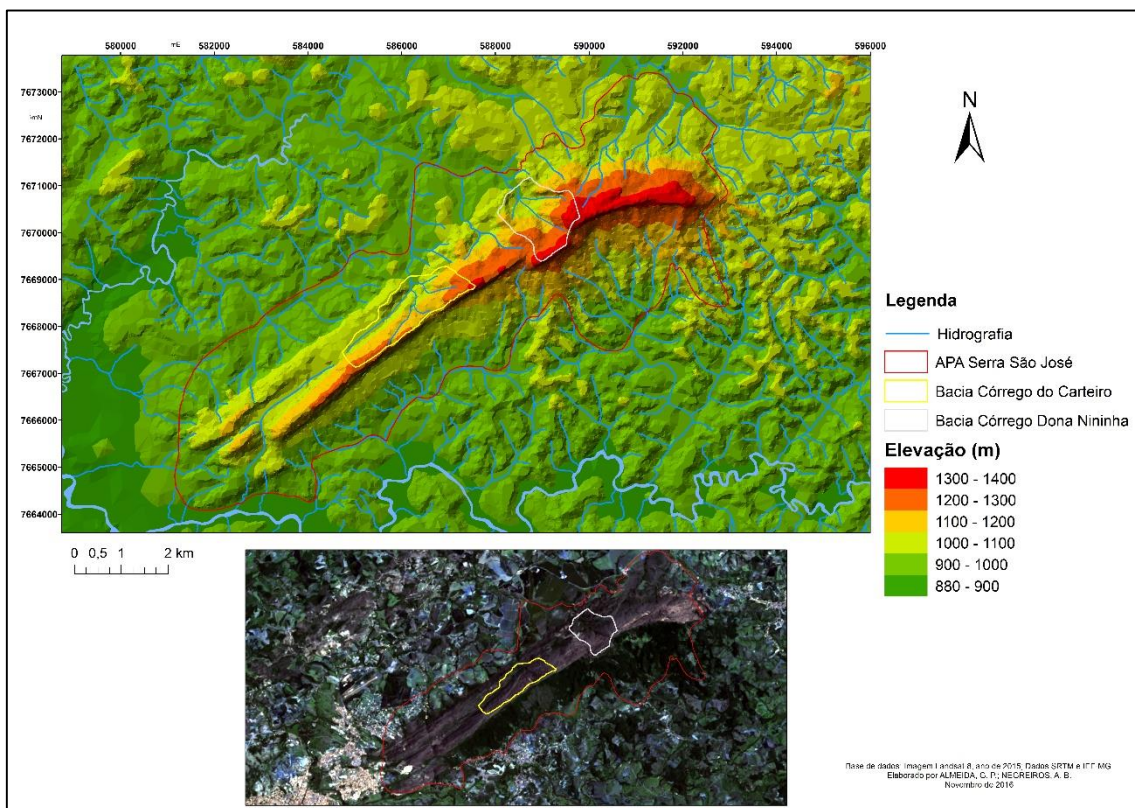 580000 mE 582000 584000 586000 588000 590000 592000 594000 596000
7673000
kmN
7672000
7671000
7670000
7669000
7668000
7667000
7666000
7665000
7664000
N
Legenda
Hidrografia
APA Serra São José
Bacia Córrego do Carteiro
Bacia Córrego Dona Nininha
Elevação (m)
1300 - 1400
1200 - 1300
1100 - 1200
1000 - 1100
900 - 1000
880 - 900
0 0,5 1 2 km
Base de dados: Imagem Landsat 8, ano de 2015; Dados SRTM e IEF MG
Elaborado por ALMEIDA, C. P.; NEGREIROS, A. B.
Novembro de 2016